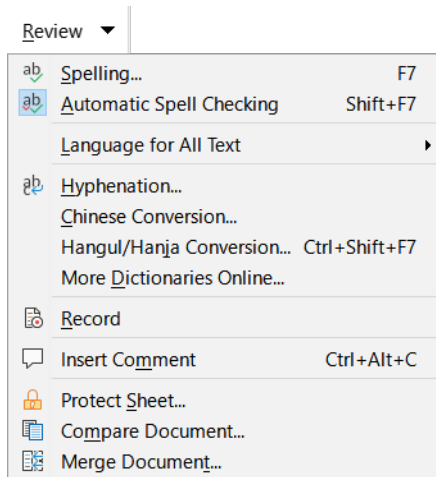 Review
Spelling... F7
Automatic Spell Checking Shift+F7
Language for All Text
Hyphenation...
Chinese Conversion...
Hangul/Hanja Conversion... Ctrl+Shift+F7
More Dictionaries Online...
Record
Insert Comment Ctrl+Alt+C
Protect Sheet...
Compare Document...
Merge Document...